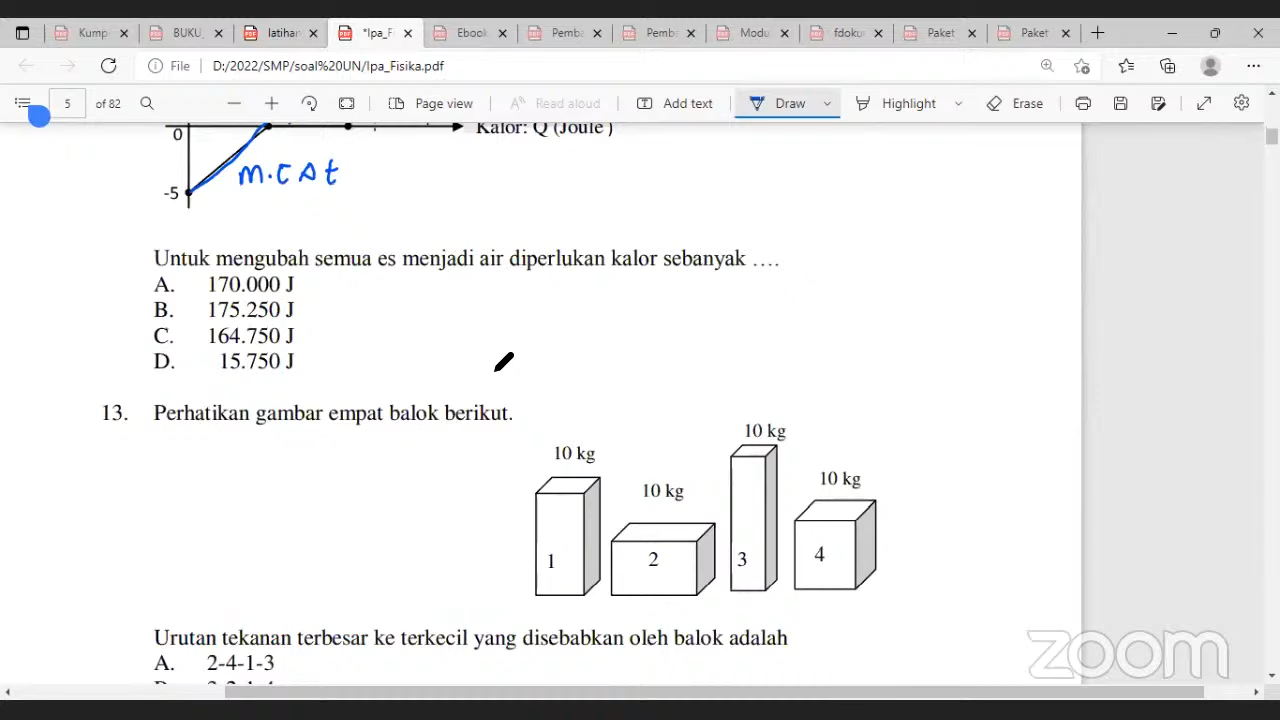 Kump
BUKU_
latihan
*Ipa_Fi
Ebook
Pemba
Pemba
Modu
fdoku
Paket
Paket
File D:/2022/SMP/soal%20UN/Ipa_Fisika.pdf
5 of 82 Page view Read aloud Add text Draw Highlight Erase
0
Kalor: Q (Joule)
m.c Δ t
-5
Untuk mengubah semua es menjadi air diperlukan kalor sebanyak ….
A. 170.000 J
B. 175.250 J
C. 164.750 J
D. 15.750 J
13. Perhatikan gambar empat balok berikut.
10 kg
10 kg
10 kg
10 kg
1
2
3
4
Urutan tekanan terbesar ke terkecil yang disebabkan oleh balok adalah
A. 2-4-1-3
zoom